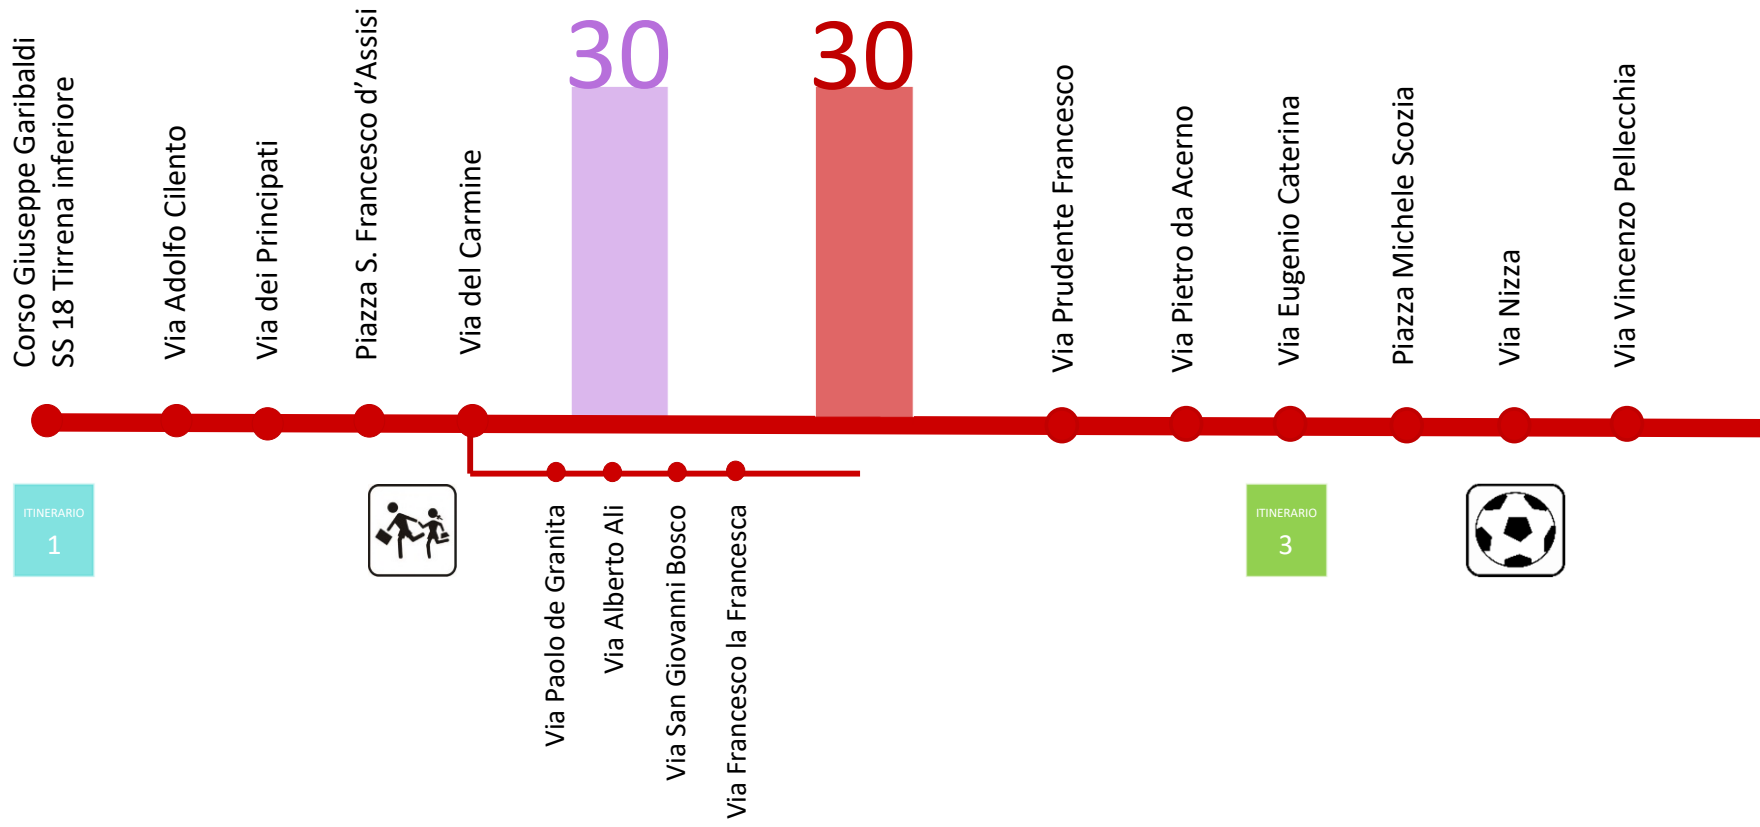 Corso Giuseppe Garibaldi
SS 18 Tirrena inferiore
Via Adolfo Cilento
Via dei Principati
Piazza S. Francesco d’Assisi
Via del Carmine
30
30
Via Prudente Francesco
Via Pietro da Acerno
Via Eugenio Caterina
Piazza Michele Scozia
Via Nizza
Via Vincenzo Pellecchia
ITINERARIO
1
Via Paolo de Granita
Via Alberto Ali
Via San Giovanni Bosco
Via Francesco la Francesca
ITINERARIO
3